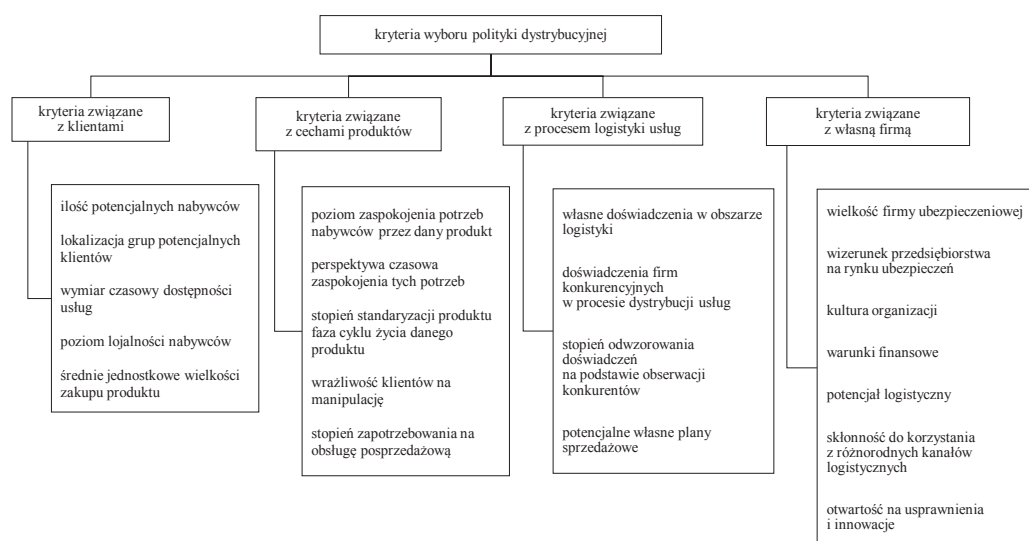 kryteria wyboru polityki dystrybucyjnej
kryteria związane
z klientami
ilość potencjalnych nabywców
lokalizacja grup potencjalnych
klientów
wymiar czasowy dostępności
usług
poziom lojalności nabywców
średnie jednostkowe wielkości
zakupu produktu
kryteria związane
z cechami produktów
poziom zaspokojenia potrzeb
nabywców przez dany produkt
perspektywa czasowa
zaspokojenia tych potrzeb
stopień standaryzacji produktu
faza cyklu życia danego
produktu
wrażliwość klientów na
manipulację
stopień zapotrzebowania na
obsługę posprzedażową
kryteria związane
z procesem logistyki usług
własne doświadczenia w obszarze
logistyki
doświadczenia firm
konkurencyjnych
w procesie dystrybucji usług
stopień odwzorowania
doświadczeń
na podstawie obserwacji
konkurentów
potencjalne własne plany
sprzedażowe
kryteria związane
z własną firmą
wielkość firmy ubezpieczeniowej
wizerunek przedsiębiorstwa
na rynku ubezpieczeń
kultura organizacji
warunki finansowe
potencjał logistyczny
skłonność do korzystania
z różnorodnych kanałów
logistycznych
otwartość na usprawnienia
i innowacje